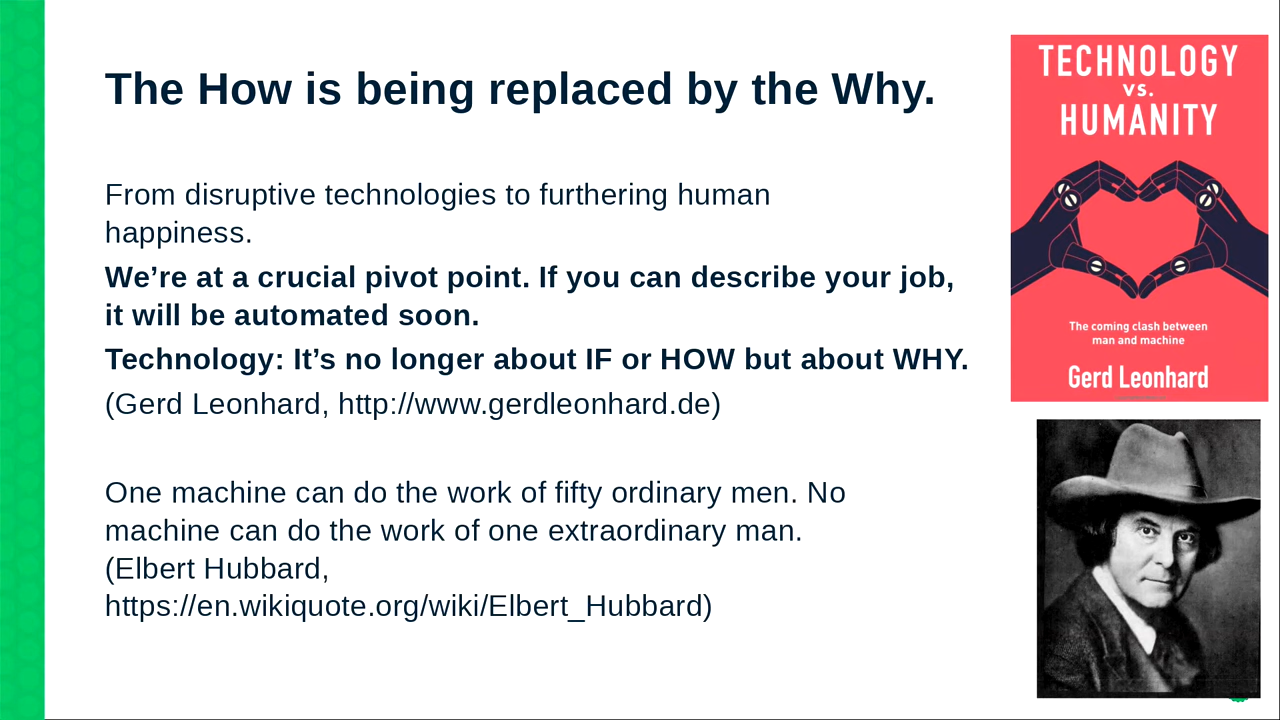 The How is being replaced by the Why.
From disruptive technologies to furthering human
happiness.
We’re at a crucial pivot point. If you can describe your job,
it will be automated soon.
Technology: It’s no longer about IF or HOW but about WHY.
(Gerd Leonhard, http://www.gerdleonhard.de)
One machine can do the work of fifty ordinary men. No
machine can do the work of one extraordinary man.
(Elbert Hubbard,
https://en.wikiquote.org/wiki/Elbert_Hubbard)
TECHNOLOGY
vs.
HUMANITY
The coming clash between
man and machine
Gerd Leonhard